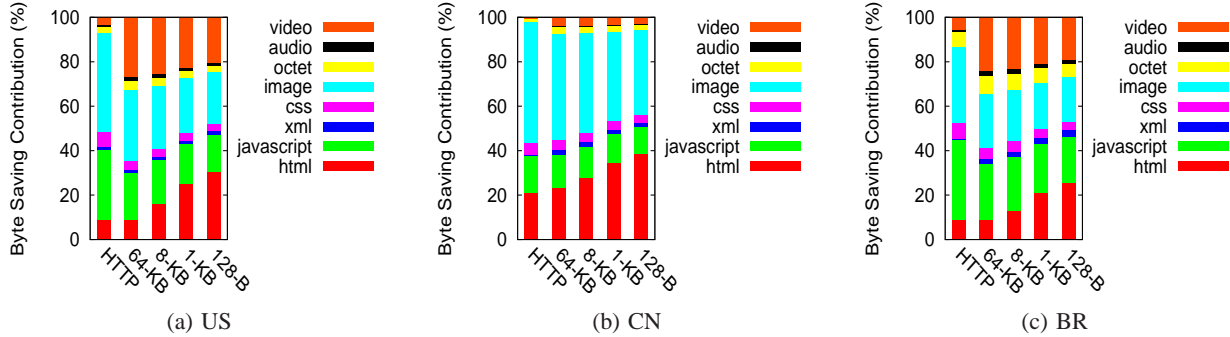 Byte Saving Contribution (%)
100
80
60
40
20
0
HTTP
64-KB
8-KB
1-KB
128-B
video
audio
octet
image
css
xml
javascript
html
(a) US
Byte Saving Contribution (%)
100
80
60
40
20
0
HTTP
64-KB
8-KB
1-KB
128-B
video
audio
octet
image
css
xml
javascript
html
(b) CN
Byte Saving Contribution (%)
100
80
60
40
20
0
HTTP
64-KB
8-KB
1-KB
128-B
video
audio
octet
image
css
xml
javascript
html
(c) BR